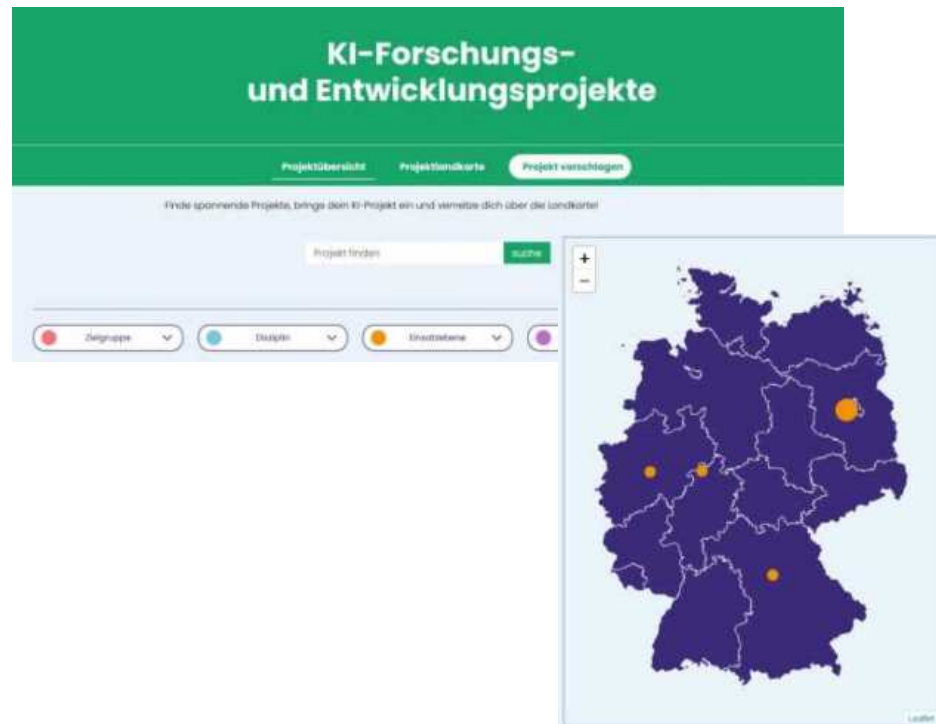 KI-Forschungs-
und Entwicklungsprojekte
Projektübersicht Projektlandkarte Projekt vorschlagen
Finde spannende Projekte, bringe dein KI-Projekt ein und vernetze dich über die Landkarte!
Projekt finden suche
+
−
Zielgruppe Disziplin Einsatzebene
Leaflet